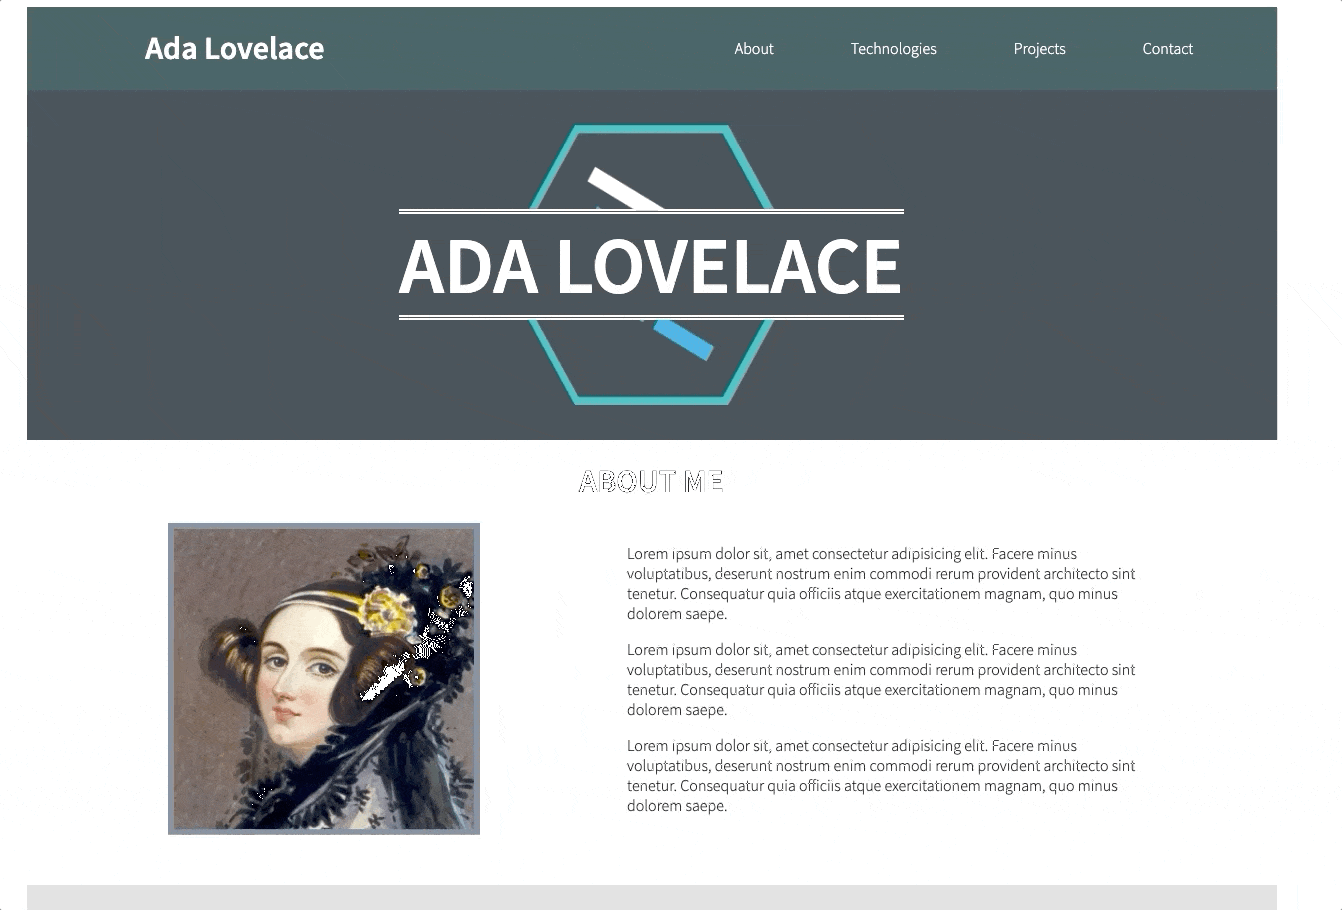 Ada Lovelace
About Technologies Projects Contact
ADA LOVELACE
ABOUT ME
Lorem ipsum dolor sit, amet consectetur adipisicing elit. Facere minus
voluptatibus, deserunt nostrum enim commodi rerum provident architecto sint
tenetur. Consequatur quia officiis atque exercitationem magnam, quo minus
dolorem saepe.
Lorem ipsum dolor sit, amet consectetur adipisicing elit. Facere minus
voluptatibus, deserunt nostrum enim commodi rerum provident architecto sint
tenetur. Consequatur quia officiis atque exercitationem magnam, quo minus
dolorem saepe.
Lorem ipsum dolor sit, amet consectetur adipisicing elit. Facere minus
voluptatibus, deserunt nostrum enim commodi rerum provident architecto sint
tenetur. Consequatur quia officiis atque exercitationem magnam, quo minus
dolorem saepe.